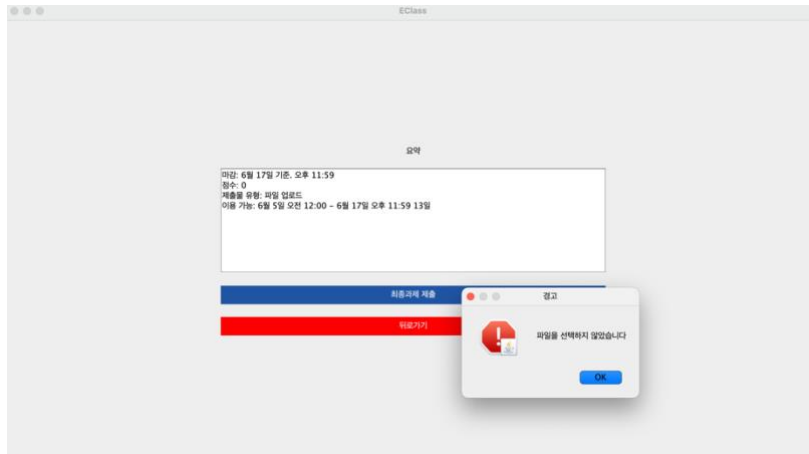 EClass
요약
마감: 6월 17일 기준, 오후 11:59
점수: 0
제출물 유형: 파일 업로드
이용 가능: 6월 5일 오전 12:00 – 6월 17일 오후 11:59 13일
최종과제 제출
뒤로가기
경고
파일을 선택하지 않았습니다
OK